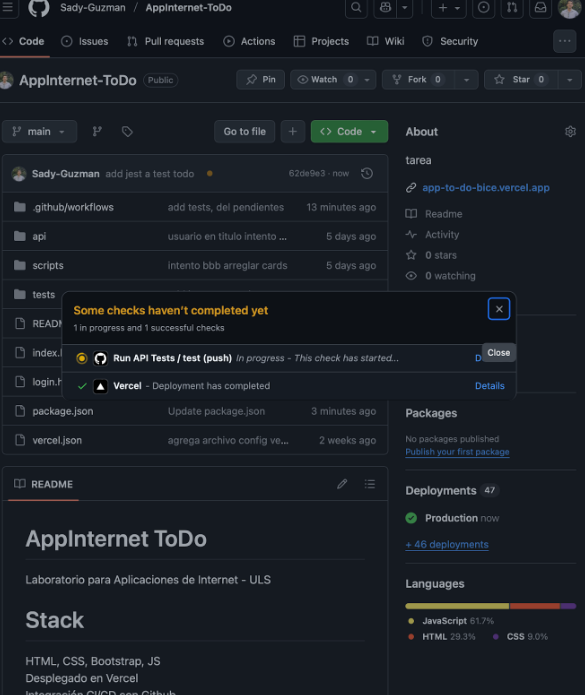 Sady-Guzman / AppInternet-ToDo
Code Issues Pull requests Actions Projects Wiki Security ...
AppInternet-ToDo Public Pin Watch 0 Fork 0 Star 0
main Go to file + Code
About
Sady-Guzman add jest a test todo 62de9e3 · now
tarea
.github/workflows add tests, del pendientes 13 minutes ago
app-to-do-bice.vercel.app
api usuario en titulo intento ... 5 days ago
Readme
Activity
scripts intento bbb arreglar cards 5 days ago
0 stars
tests
0 watching
Some checks haven't completed yet
1 in progress and 1 successful checks
Close
Run API Tests / test (push) In progress - This check has started...
Vercel - Deployment has completed Details
package.json Update package.json 3 minutes ago
vercel.json agrega archivo config ve... 2 weeks ago
Packages
No packages published
Publish your first package
README
Deployments 47
Production now
+ 46 deployments
AppInternet ToDo
Laboratorio para Aplicaciones de Internet - ULS
Languages
JavaScript 61.7%
HTML 29.3% CSS 9.0%
Stack
HTML, CSS, Bootstrap, JS
Desplegado en Vercel
Integración CI/CD con Github